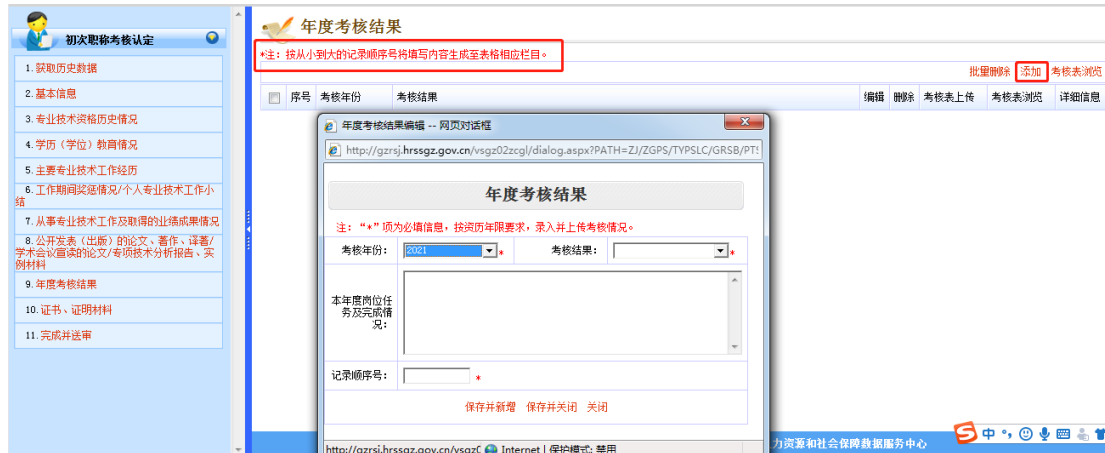 初次职称考核认定
1.获取历史数据
2.基本信息
3.专业技术资格历史情况
4.学历（学位）教育情况
5.主要专业技术工作经历
6.工作期间奖惩情况/个人专业技术工作小
结
7.从事专业技术工作及取得的业绩成果情况
8.公开发表（出版）的论文、著作、译著/
学术会议宣读的论文/专项技术分析报告、实
例材料
9.年度考核结果
10.证书、证明材料
11.完成并送审
年度考核结果
*注：按从小到大的记录顺序号将填写内容生成至表格相应栏目。
批量删除 添加 考核表浏览
序号 考核年份 考核结果 编辑 删除 考核表上传 考核表浏览 详细信息
年度考核结果编辑 -- 网页对话框
http://gzrsj.hrssgz.gov.cn/vsgz02zcgl/dialog.aspx?PATH=ZJ/ZGPS/TYPSLC/GRSB/PTS
年度考核结果
注：“*”项为必填信息，按资历年限要求，录入并上传考核情况。
考核年份： 2021 * 考核结果： *
本年度岗位任
务及完成情
况：
记录顺序号： *
保存并新增 保存并关闭 关闭
http://gzrsj.hrssgz.gov.cn/vsgz0 Internet | 保护模式: 禁用
力资源和社会保障数据服务中心
中